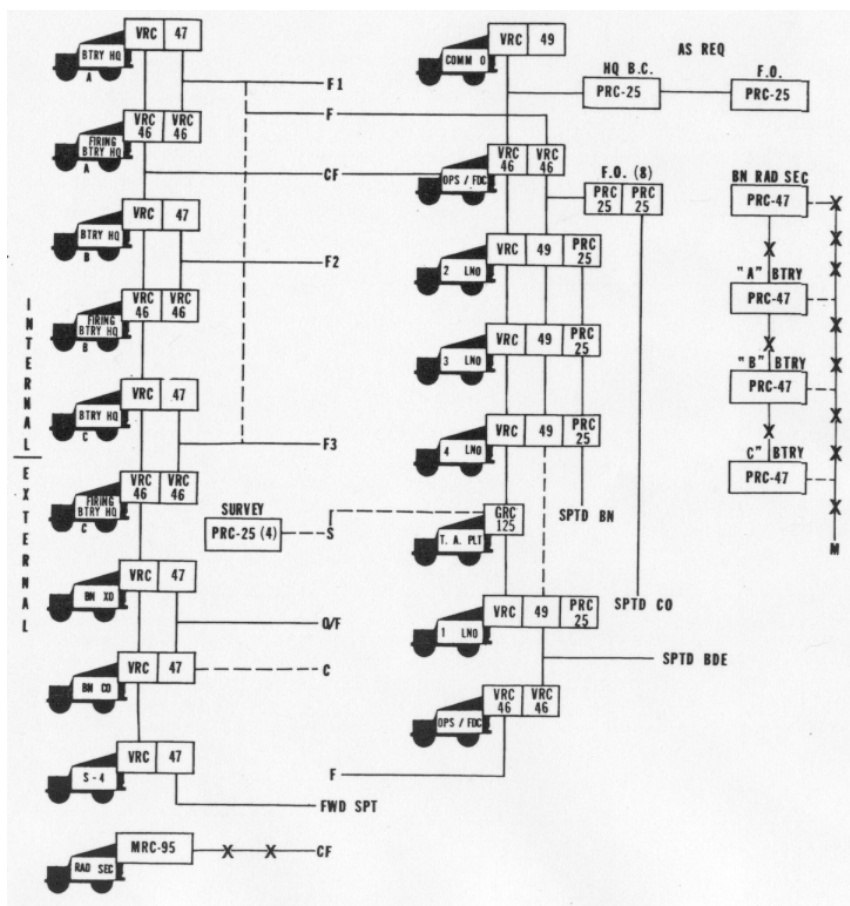 BTRY HQ
A
VRC 47
F1
FIRING
BTRY HQ
A
VRC VRC
46 46
F
CF
BTRY HQ
B
VRC 47
F2
FIRING
BTRY HQ
B
VRC VRC
46 46
BTRY HQ
C
VRC 47
F3
FIRING
BTRY HQ
C
VRC VRC
46 46
INTERNAL
EXTERNAL
SURVEY
PRC-25 (4)
S
BN XO
VRC 47
O/F
BN CO
VRC 47
C
S-4
VRC 47
F
FWD SPT
RAD SEC
MRC-95
X X
CF
COMM O
VRC 49
AS REQ
HQ B.C.
PRC-25
F.O.
PRC-25
OPS / FDC
VRC VRC
46 46
F.O. (8)
PRC PRC
25 25
2 LNO
VRC 49 PRC
25
3 LNO
VRC 49 PRC
25
4 LNO
VRC 49 PRC
25
SPTD BN
T. A. PLT
GRC
125
SPTD CO
1 LNO
VRC 49 PRC
25
SPTD BDE
OPS / FDC
VRC VRC
46 46
BN RAD SEC
PRC-47
X
X
X
X
"A" BTRY
PRC-47
X
X
X
"B" BTRY
PRC-47
X
X
X
C" BTRY
PRC-47
X
M